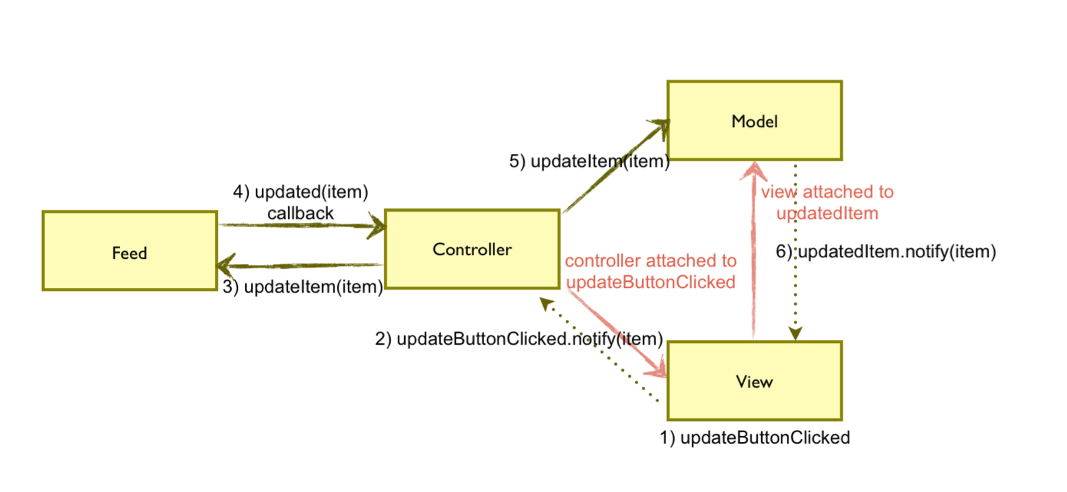 Model
5) updateItem(item)
4) updated(item)
callback
view attached to
updatedItem
Feed
Controller
6) updatedItem.notify(item)
controller attached to
updateButtonClicked
3) updateItem(item)
2) updateButtonClicked.notify(item)
View
1) updateButtonClicked